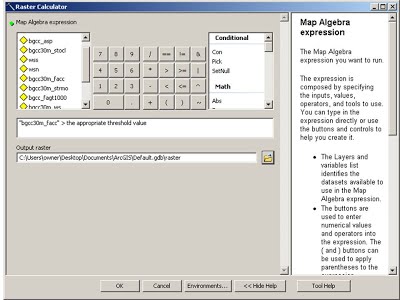 Raster Calculator
Map Algebra expression
bgcc_asp
bgcc30m_stocl
wss
wsn
bgcc30m_facc
bgcc30m_strmo
bgcc_fagt1000
bgcc30m_ws
7 8 9 / == != &
4 5 6 * > >= |
1 2 3 - < <= ^
0 . + ( ) ~
Conditional
Con
Pick
SetNull
Math
Abs
"bgcc30m_facc" > the appropriate threshold value
Output raster
C:\Users\owner\Desktop\Documents\ArcGIS\Default.gdb\raster
OK
Cancel
Environments...
<< Hide Help
Tool Help
Map Algebra
expression
The Map Algebra
expression you want to run.
The expression is
composed by specifying
the inputs, values,
operators, and tools to use.
You can type in the
expression directly or use
the buttons and controls to
help you create it.
• The Layers and
variables list
identifies the
datasets available to
use in the Map
Algebra expression.
• The buttons are
used to enter
numerical values
and operators into
the expression. The
( and ) buttons can
be used to apply
parentheses to the